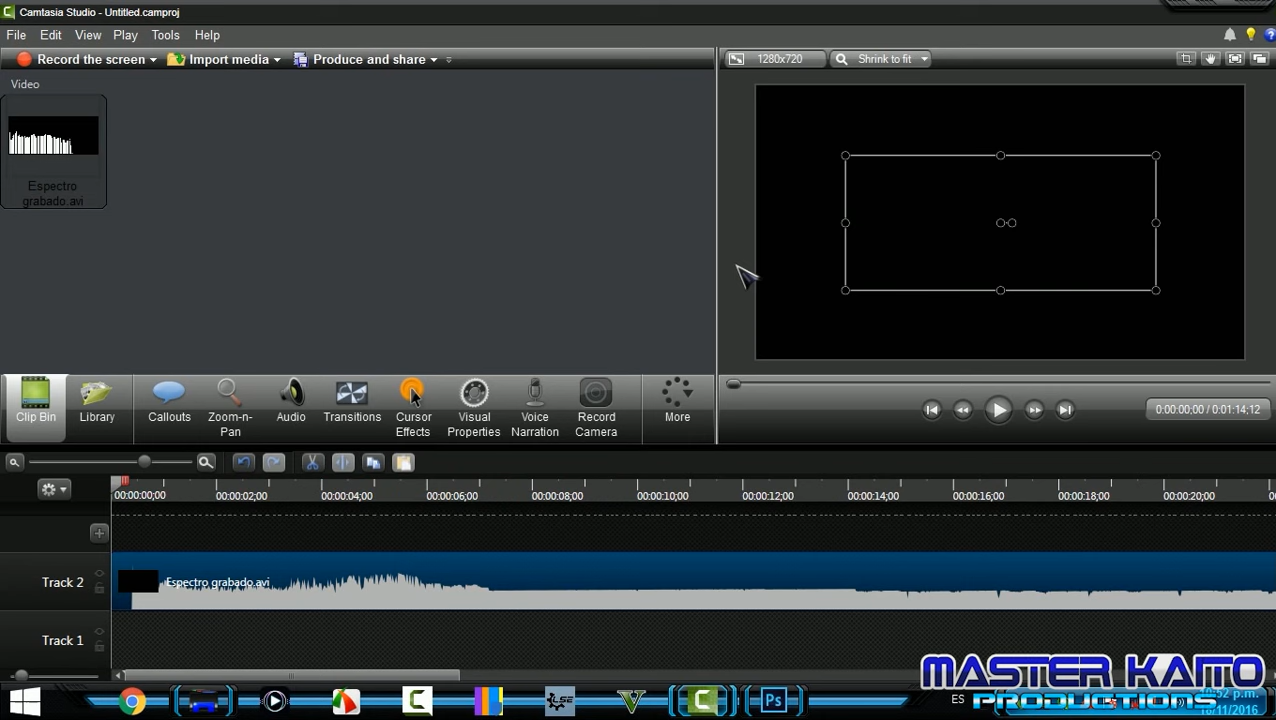 Camtasia Studio - Untitled.camproj
File Edit View Play Tools Help
Record the screen Import media Produce and share
1280x720 Shrink to fit
Video
Espectro
grabado.avi
Clip Bin Library Callouts Zoom-n-Pan Audio Transitions Cursor Effects Visual Properties Voice Narration Record Camera More
0:00:00;00 / 0:01:14;12
00:00:00;00 00:00:02;00 00:00:04;00 00:00:06;00 00:00:08;00 00:00:10;00 00:00:12;00 00:00:14;00 00:00:16;00 00:00:18;00 00:00:20;00
Track 2 Espectro grabado.avi
Track 1
MASTER KAITO
PRODUCTIONS
Ps ES
p.m.
16/11/2016